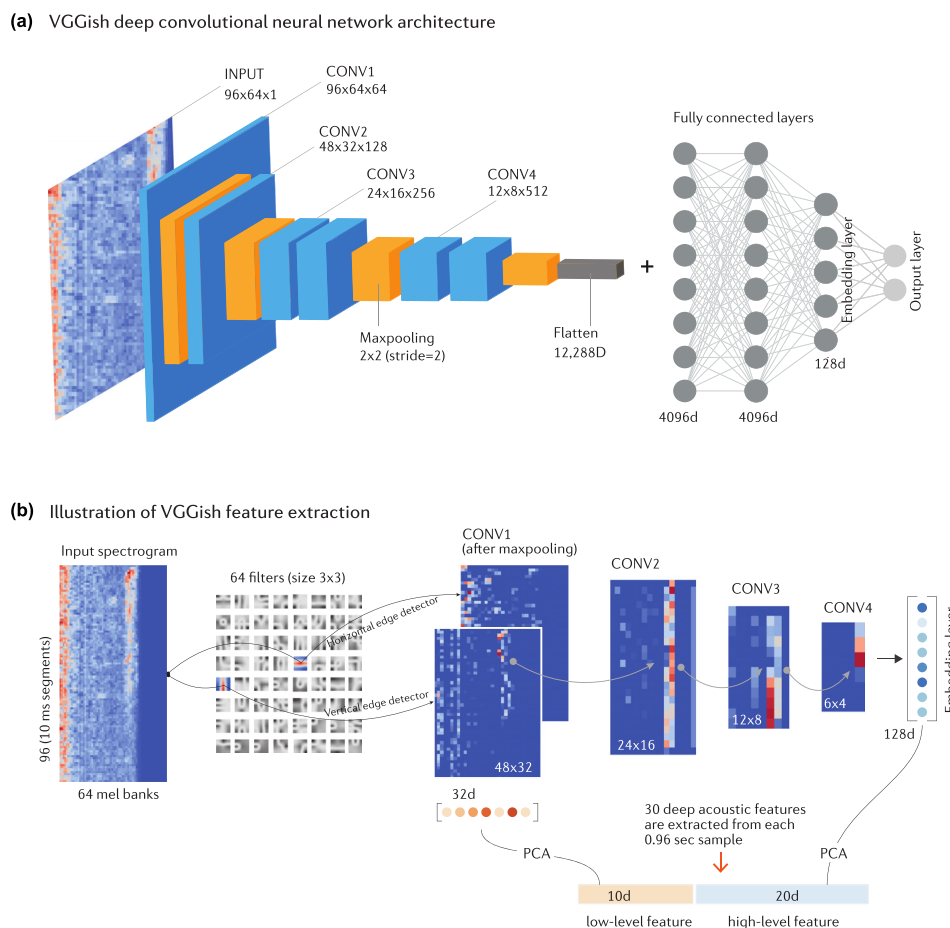 (a) VGGish deep convolutional neural network architecture
INPUT
96x64x1
CONV1
96x64x64
CONV2
48x32x128
CONV3
24x16x256
CONV4
12x8x512
Maxpooling
2x2 (stride=2)
Flatten
12,288D
+
Fully connected layers
4096d
4096d
128d
Embedding layer
Output layer
(b) Illustration of VGGish feature extraction
Input spectrogram
96 (10 ms segments)
64 mel banks
64 filters (size 3x3)
Horizontal edge detector
Vertical edge detector
CONV1
(after maxpooling)
48x32
CONV2
24x16
CONV3
12x8
CONV4
6x4
128d
Embedding layer
32d
PCA
30 deep acoustic features
are extracted from each
0.96 sec sample
PCA
10d
20d
low-level feature
high-level feature